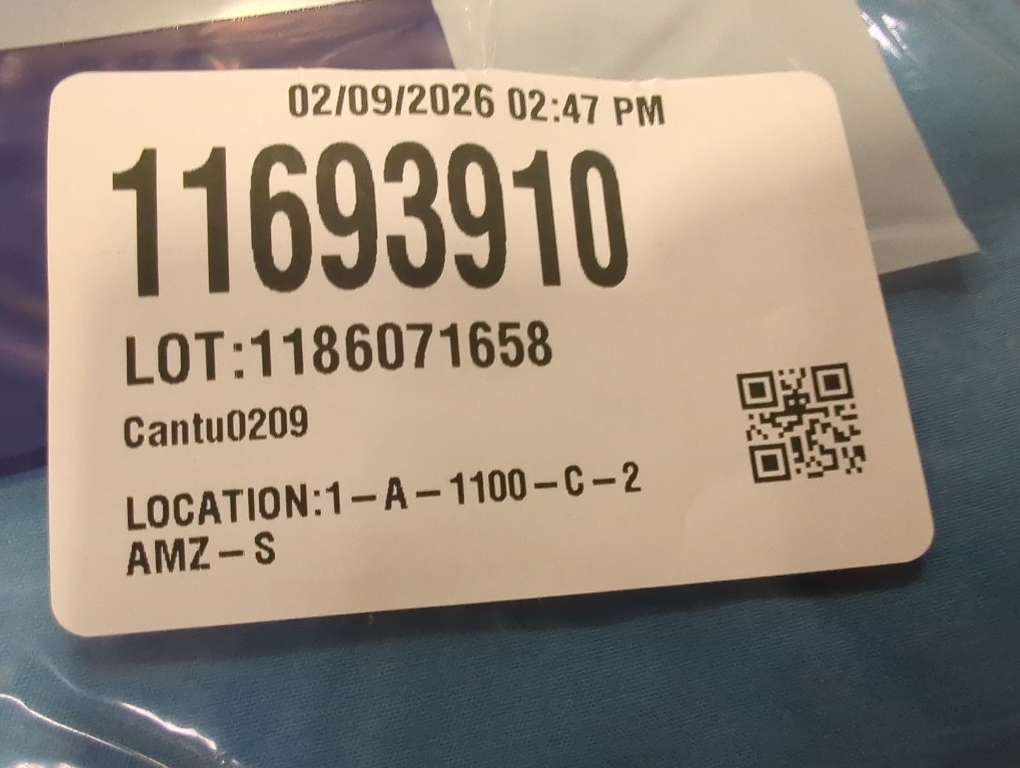 02/09/2026 02:47 PM
11693910
LOT:1186071658
Cantu0209
LOCATION:1-A-1100-C-2
AMZ-S